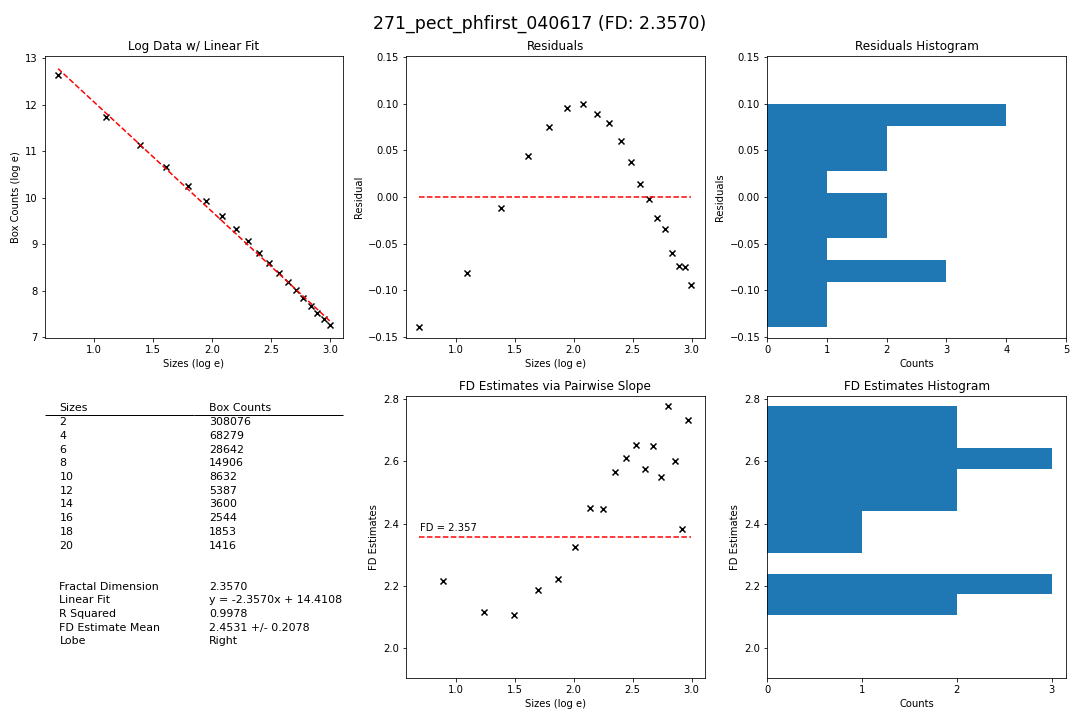 271_pect_phfirst_040617 (FD: 2.3570)
Log Data w/ Linear Fit
13
12
11
10
9
8
7
Box Counts (log e)
1.0 1.5 2.0 2.5 3.0
Sizes (log e)
Residuals
0.15
0.10
0.05
0.00
−0.05
−0.10
−0.15
Residual
1.0 1.5 2.0 2.5 3.0
Sizes (log e)
Residuals Histogram
0.15
0.10
0.05
0.00
−0.05
−0.10
−0.15
Residuals
0 1 2 3 4 5
Counts
Sizes Box Counts
2 308076
4 68279
6 28642
8 14906
10 8632
12 5387
14 3600
16 2544
18 1853
20 1416
Fractal Dimension 2.3570
Linear Fit y = -2.3570x + 14.4108
R Squared 0.9978
FD Estimate Mean 2.4531 +/- 0.2078
Lobe Right
FD Estimates via Pairwise Slope
2.8
2.6
2.4
2.2
2.0
FD Estimates
FD = 2.357
1.0 1.5 2.0 2.5 3.0
Sizes (log e)
FD Estimates Histogram
2.8
2.6
2.4
2.2
2.0
FD Estimates
0 1 2 3
Counts